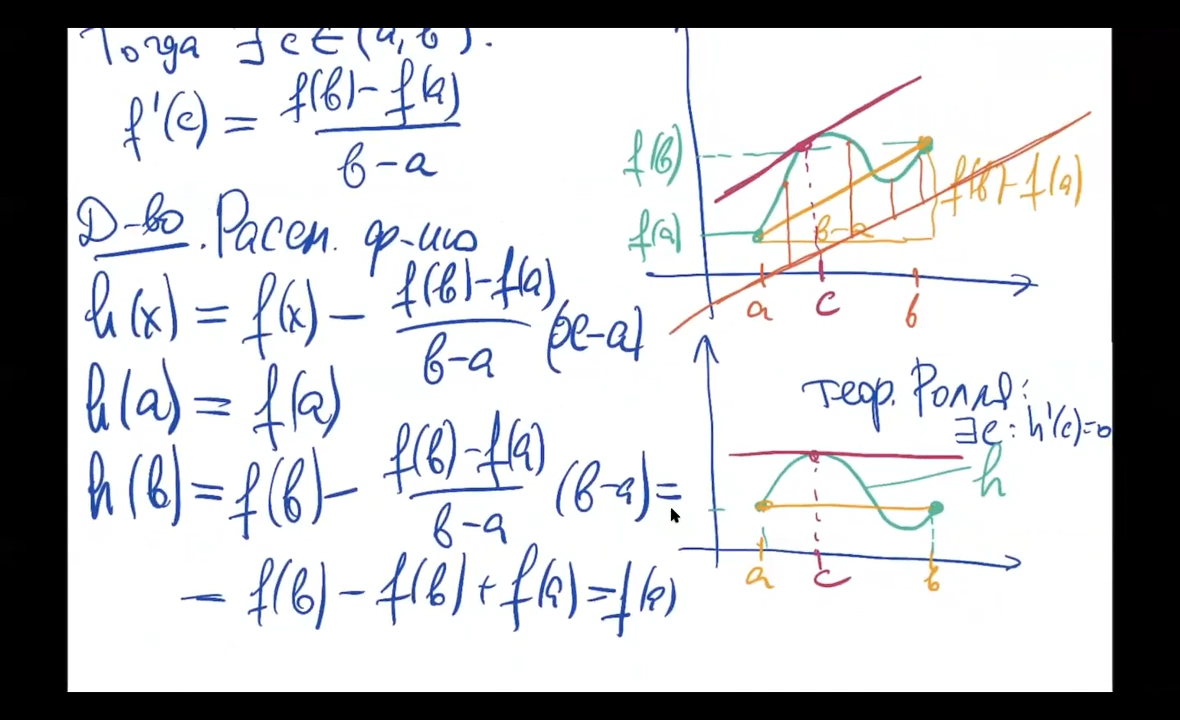 Тогда ∃ c ∈ (a, в):
f'(c) = (f(в) − f(a)) / (в − a)
Д-во. Рассм. ф-цию
h(x) = f(x) − (f(в) − f(a)) / (в − a) (x − a)
h(a) = f(a)
h(в) = f(в) − (f(в) − f(a)) / (в − a) (в − a) =
= f(в) − f(в) + f(a) = f(a)
f(в)
f(a)
f(в) − f(a)
в − a
a c в
теор. Ролля:
∃ c : h'(c) = 0
h
a c в